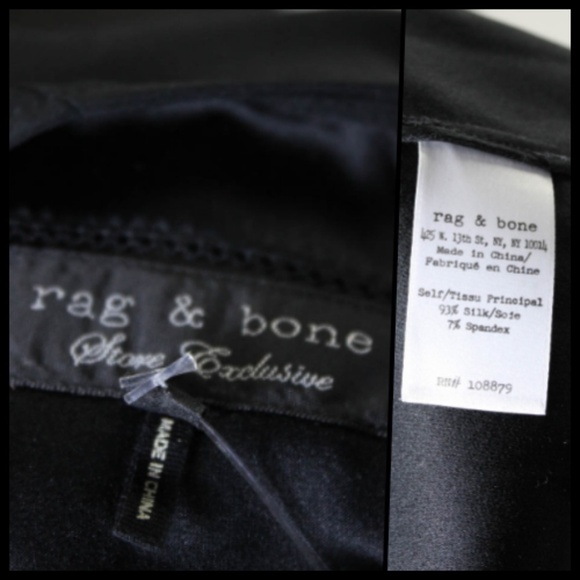 rag & bone
Store Exclusive
MADE IN CHINA
rag & bone
425 W. 13th St, NY, NY 10014
Made in China/
Fabriqué en Chine
Self/Tissu Principal
93% Silk/Soie
7% Spandex
RN# 108879